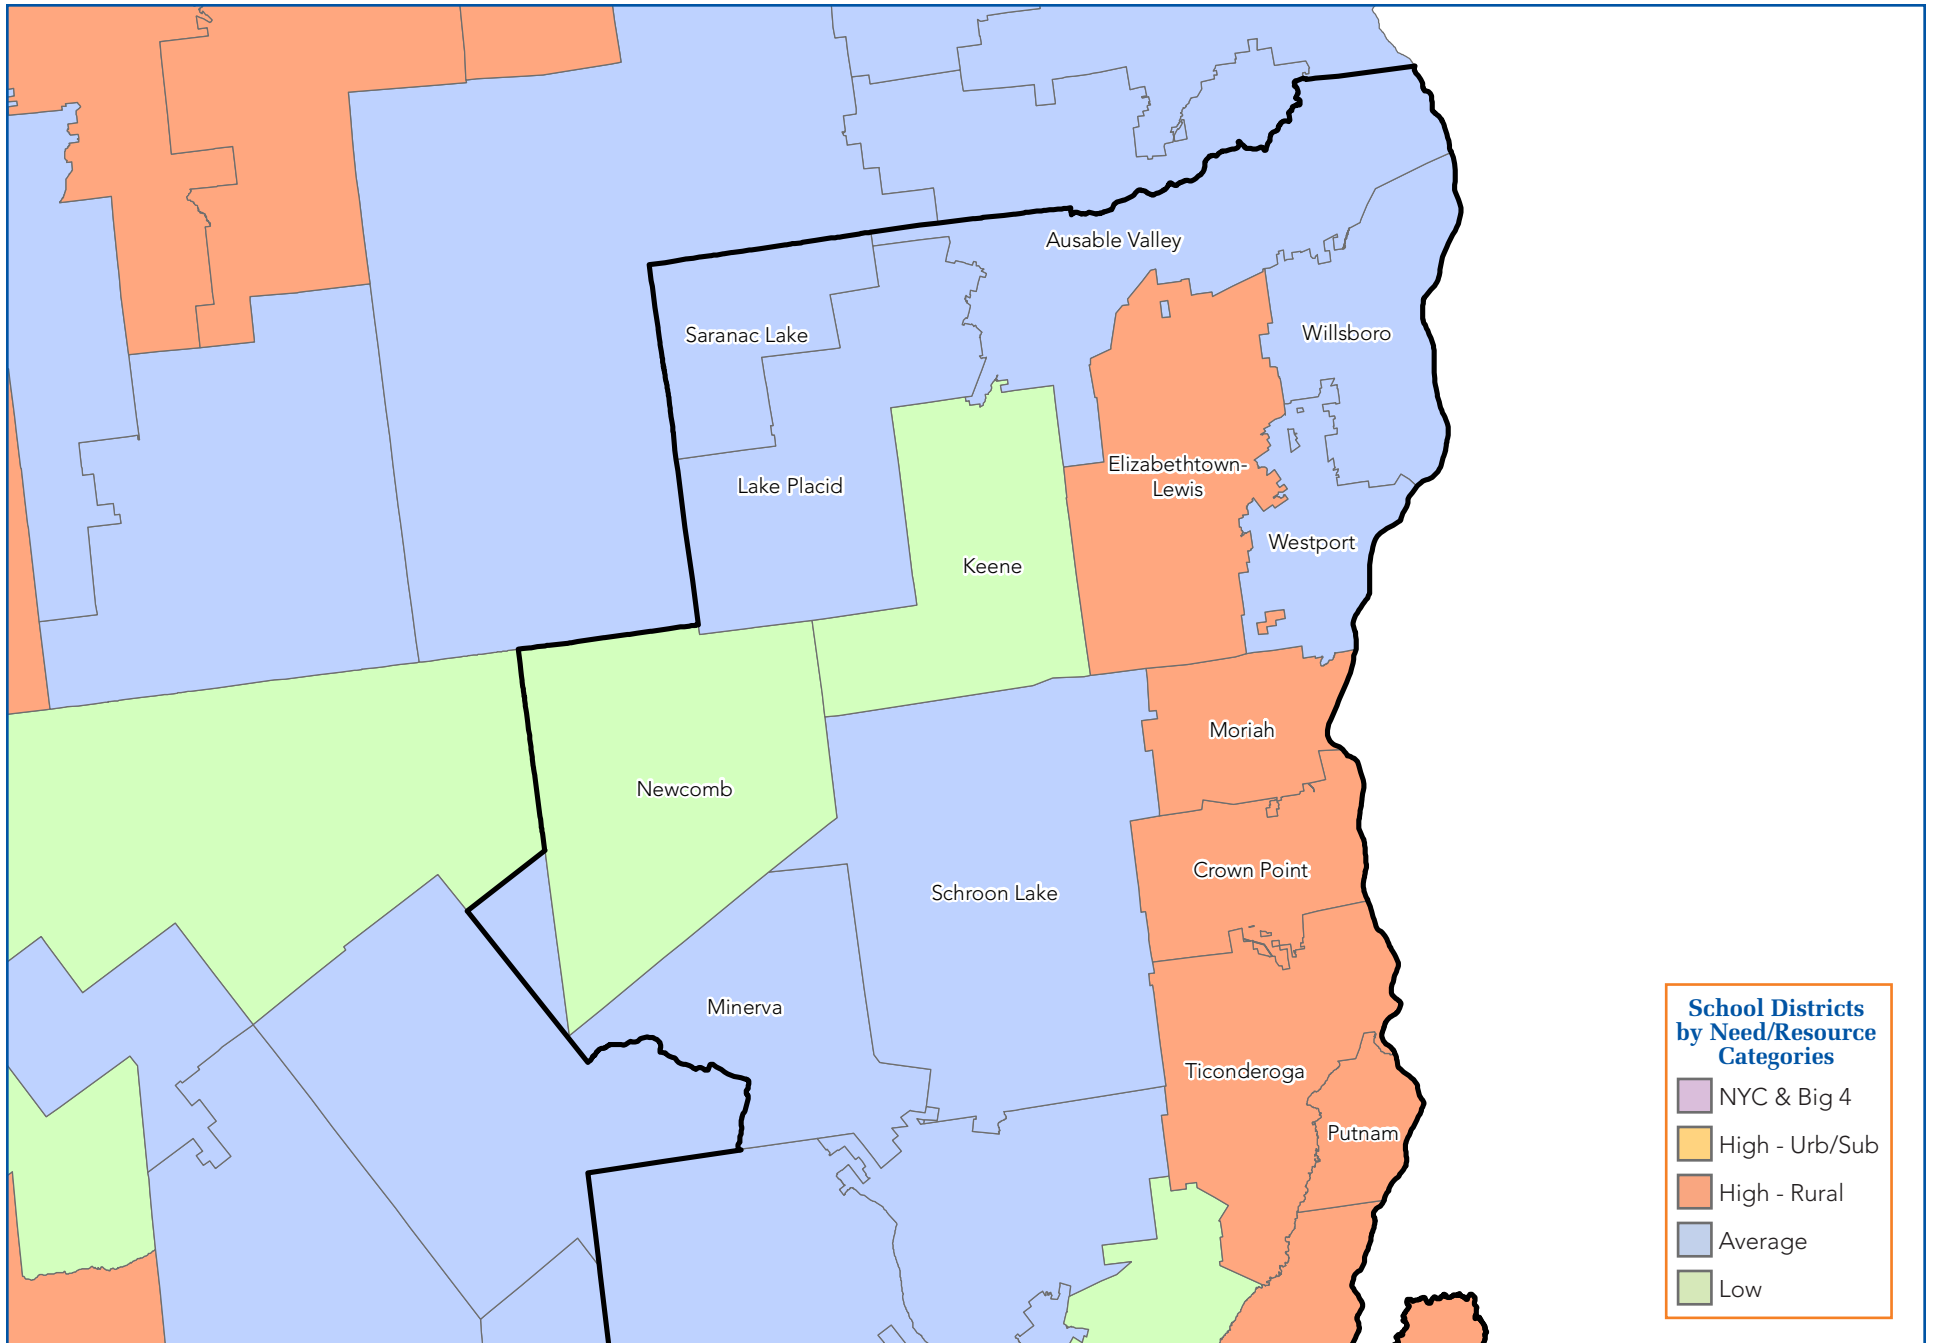 Ausable Valley
Saranac Lake
Willsboro
Elizabethtown-
Lewis
Lake Placid
Westport
Keene
Moriah
Newcomb
Crown Point
Schroon Lake
Minerva
Ticonderoga
Putnam
School Districts
by Need/Resource
Categories
NYC & Big 4
High - Urb/Sub
High - Rural
Average
Low